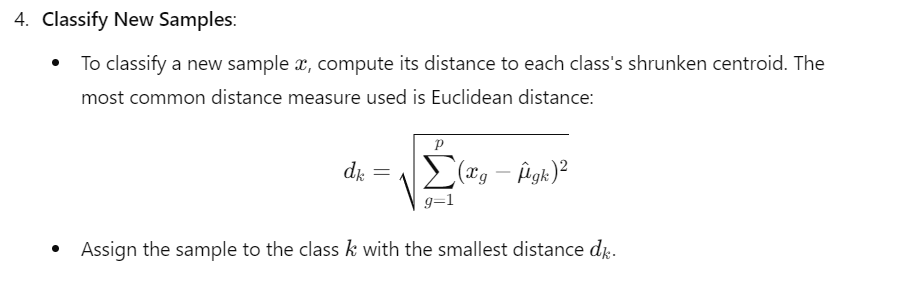 4. Classify New Samples:
• To classify a new sample x, compute its distance to each class's shrunken centroid. The
most common distance measure used is Euclidean distance:
d_k = √(∑_{g=1}^{p} (x_g − μ̂_{gk})²)
• Assign the sample to the class k with the smallest distance d_k.